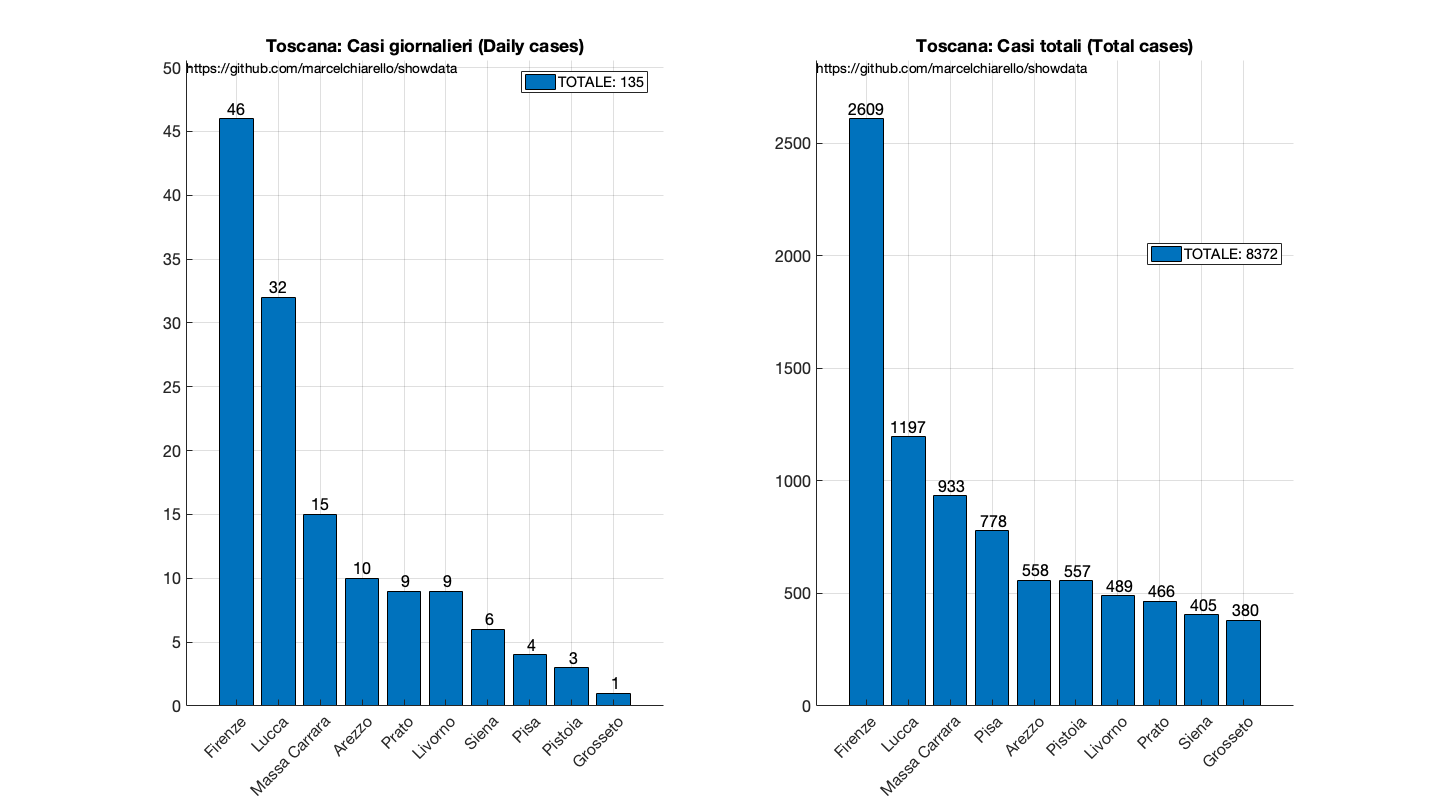 Toscana: Casi giornalieri (Daily cases)
https://github.com/marcelchiarello/showdata
TOTALE: 135
50
45
40
35
30
25
20
15
10
5
0
46
32
15
10
9
9
6
4
3
1
Firenze
Lucca
Massa Carrara
Arezzo
Prato
Livorno
Siena
Pisa
Pistoia
Grosseto
Toscana: Casi totali (Total cases)
https://github.com/marcelchiarello/showdata
TOTALE: 8372
2500
2000
1500
1000
500
0
2609
1197
933
778
558
557
489
466
405
380
Firenze
Lucca
Massa Carrara
Pisa
Arezzo
Pistoia
Livorno
Prato
Siena
Grosseto